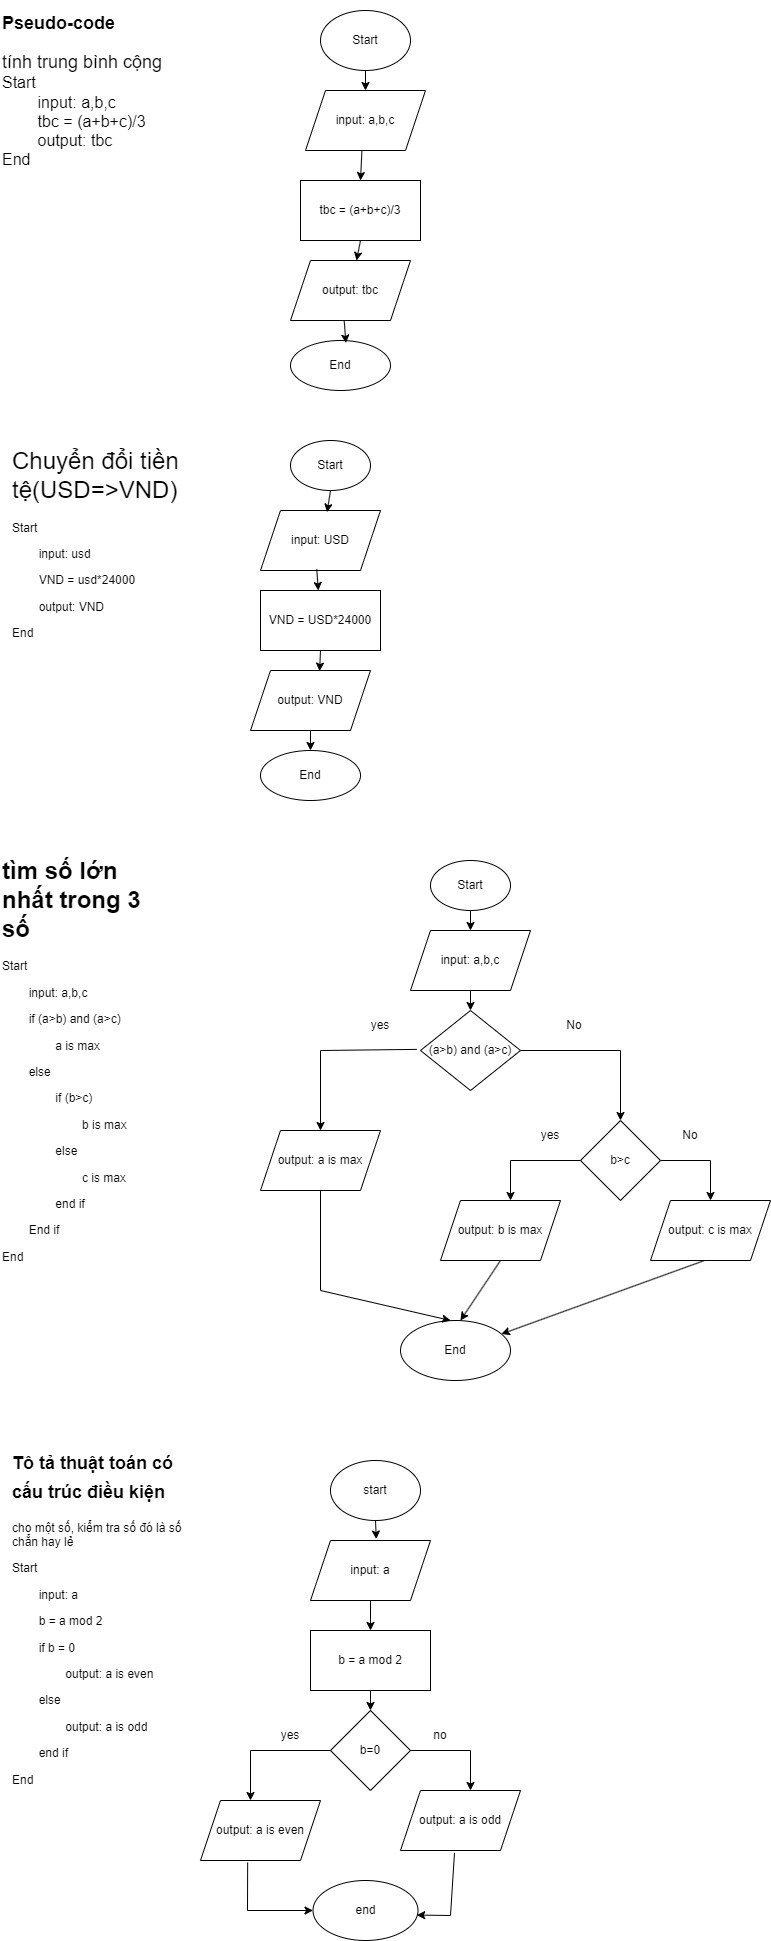 Pseudo-code
tính trung bình cộng
Start
input: a,b,c
tbc = (a+b+c)/3
output: tbc
End
Start
input: a,b,c
tbc = (a+b+c)/3
output: tbc
End
Chuyển đổi tiền
tệ(USD=>VND)
Start
input: usd
VND = usd*24000
output: VND
End
Start
input: USD
VND = USD*24000
output: VND
End
tìm số lớn
nhất trong 3
số
Start
input: a,b,c
if (a>b) and (a>c)
a is max
else
if (b>c)
b is max
else
c is max
end if
End if
End
Start
input: a,b,c
yes
(a>b) and (a>c)
No
output: a is max
yes
b>c
No
output: b is max
output: c is max
End
Tô tả thuật toán có
cấu trúc điều kiện
cho một số, kiểm tra số đó là số
chẵn hay lẻ
Start
input: a
b = a mod 2
if b = 0
output: a is even
else
output: a is odd
end if
End
start
input: a
b = a mod 2
yes
b=0
no
output: a is even
output: a is odd
end